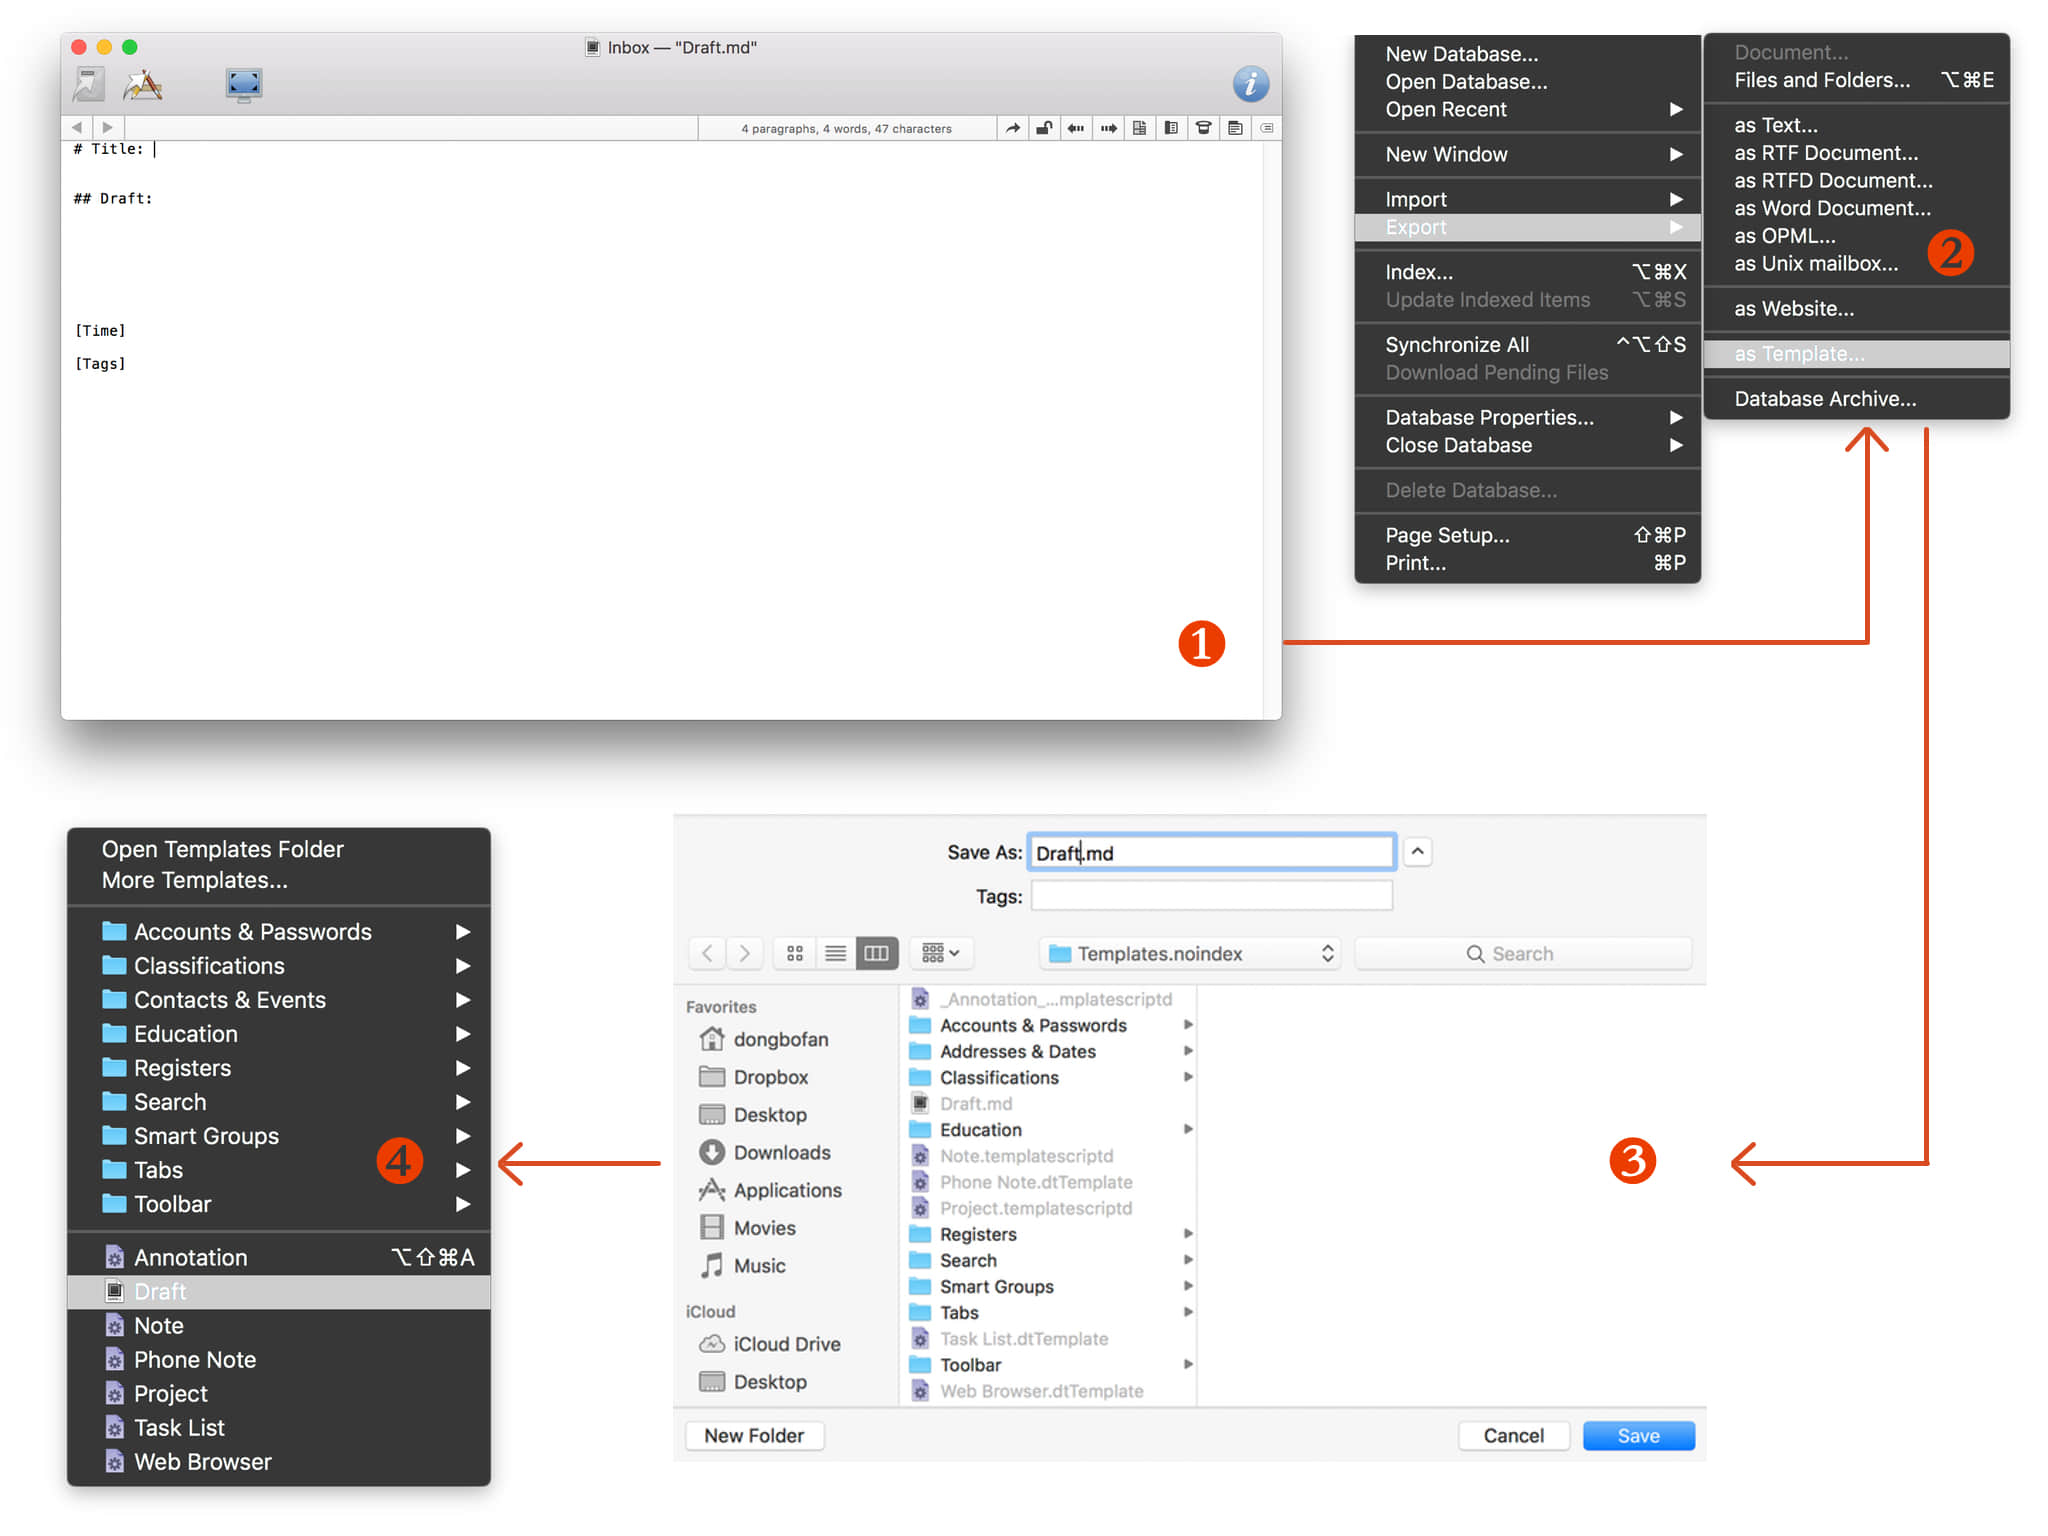 Inbox — "Draft.md"
4 paragraphs, 4 words, 47 characters
# Title:
## Draft:
[Time]
[Tags]
1
New Database...
Open Database...
Open Recent
New Window
Import
Export
Index... ⌥⌘X
Update Indexed Items ⌥⌘S
Synchronize All ^⌥⇧S
Download Pending Files
Database Properties...
Close Database
Delete Database...
Page Setup... ⇧⌘P
Print... ⌘P
Document...
Files and Folders... ⌥⌘E
as Text...
as RTF Document...
as RTFD Document...
as Word Document...
as OPML...
as Unix mailbox...
as Website...
as Template...
Database Archive...
2
Save As: Draft.md
Tags:
Templates.noindex
Search
Favorites
dongbofan
Dropbox
Desktop
Downloads
Applications
Movies
Music
iCloud
iCloud Drive
Desktop
_Annotation_...mplatescriptd
Accounts & Passwords
Addresses & Dates
Classifications
Draft.md
Education
Note.templatescriptd
Phone Note.dtTemplate
Project.templatescriptd
Registers
Search
Smart Groups
Tabs
Task List.dtTemplate
Toolbar
Web Browser.dtTemplate
New Folder
Cancel
Save
3
Open Templates Folder
More Templates...
Accounts & Passwords
Classifications
Contacts & Events
Education
Registers
Search
Smart Groups
Tabs
Toolbar
Annotation ⌥⇧⌘A
Draft
Note
Phone Note
Project
Task List
Web Browser
4